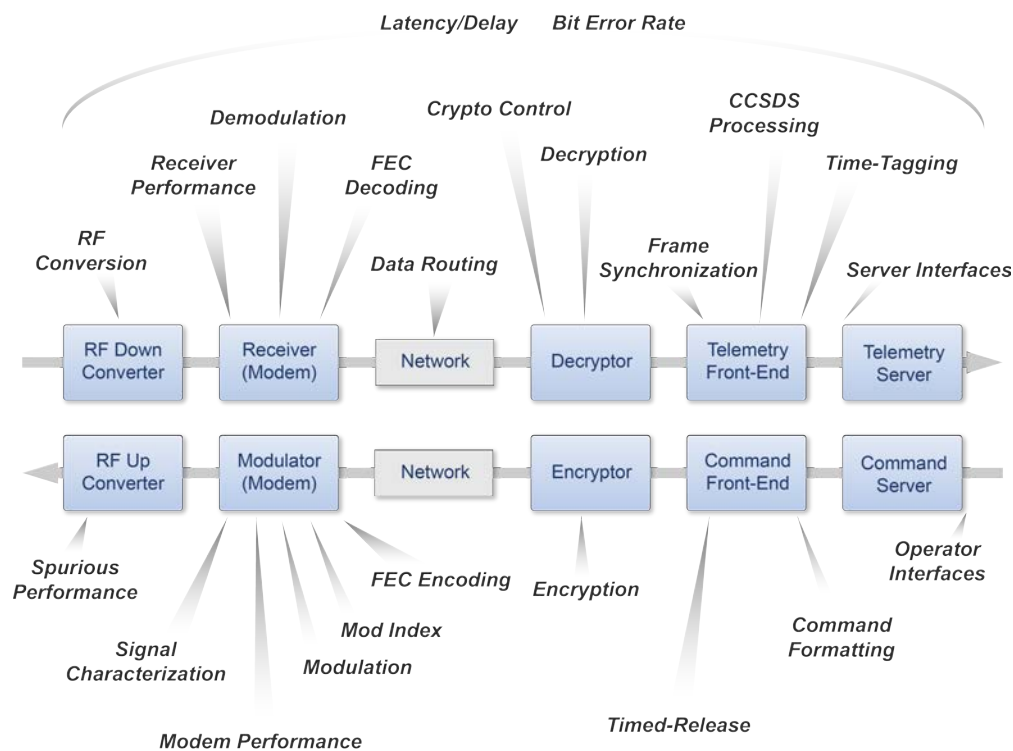 Latency/Delay Bit Error Rate
Demodulation
Crypto Control
CCSDS
Processing
Receiver
Performance
FEC
Decoding
Decryption
Time-Tagging
RF
Conversion
Data Routing
Frame
Synchronization
Server Interfaces
RF Down
Converter
Receiver
(Modem)
Network
Decryptor
Telemetry
Front-End
Telemetry
Server
RF Up
Converter
Modulator
(Modem)
Network
Encryptor
Command
Front-End
Command
Server
Spurious
Performance
FEC Encoding
Encryption
Operator
Interfaces
Signal
Characterization
Mod Index
Modulation
Command
Formatting
Modem Performance
Timed-Release